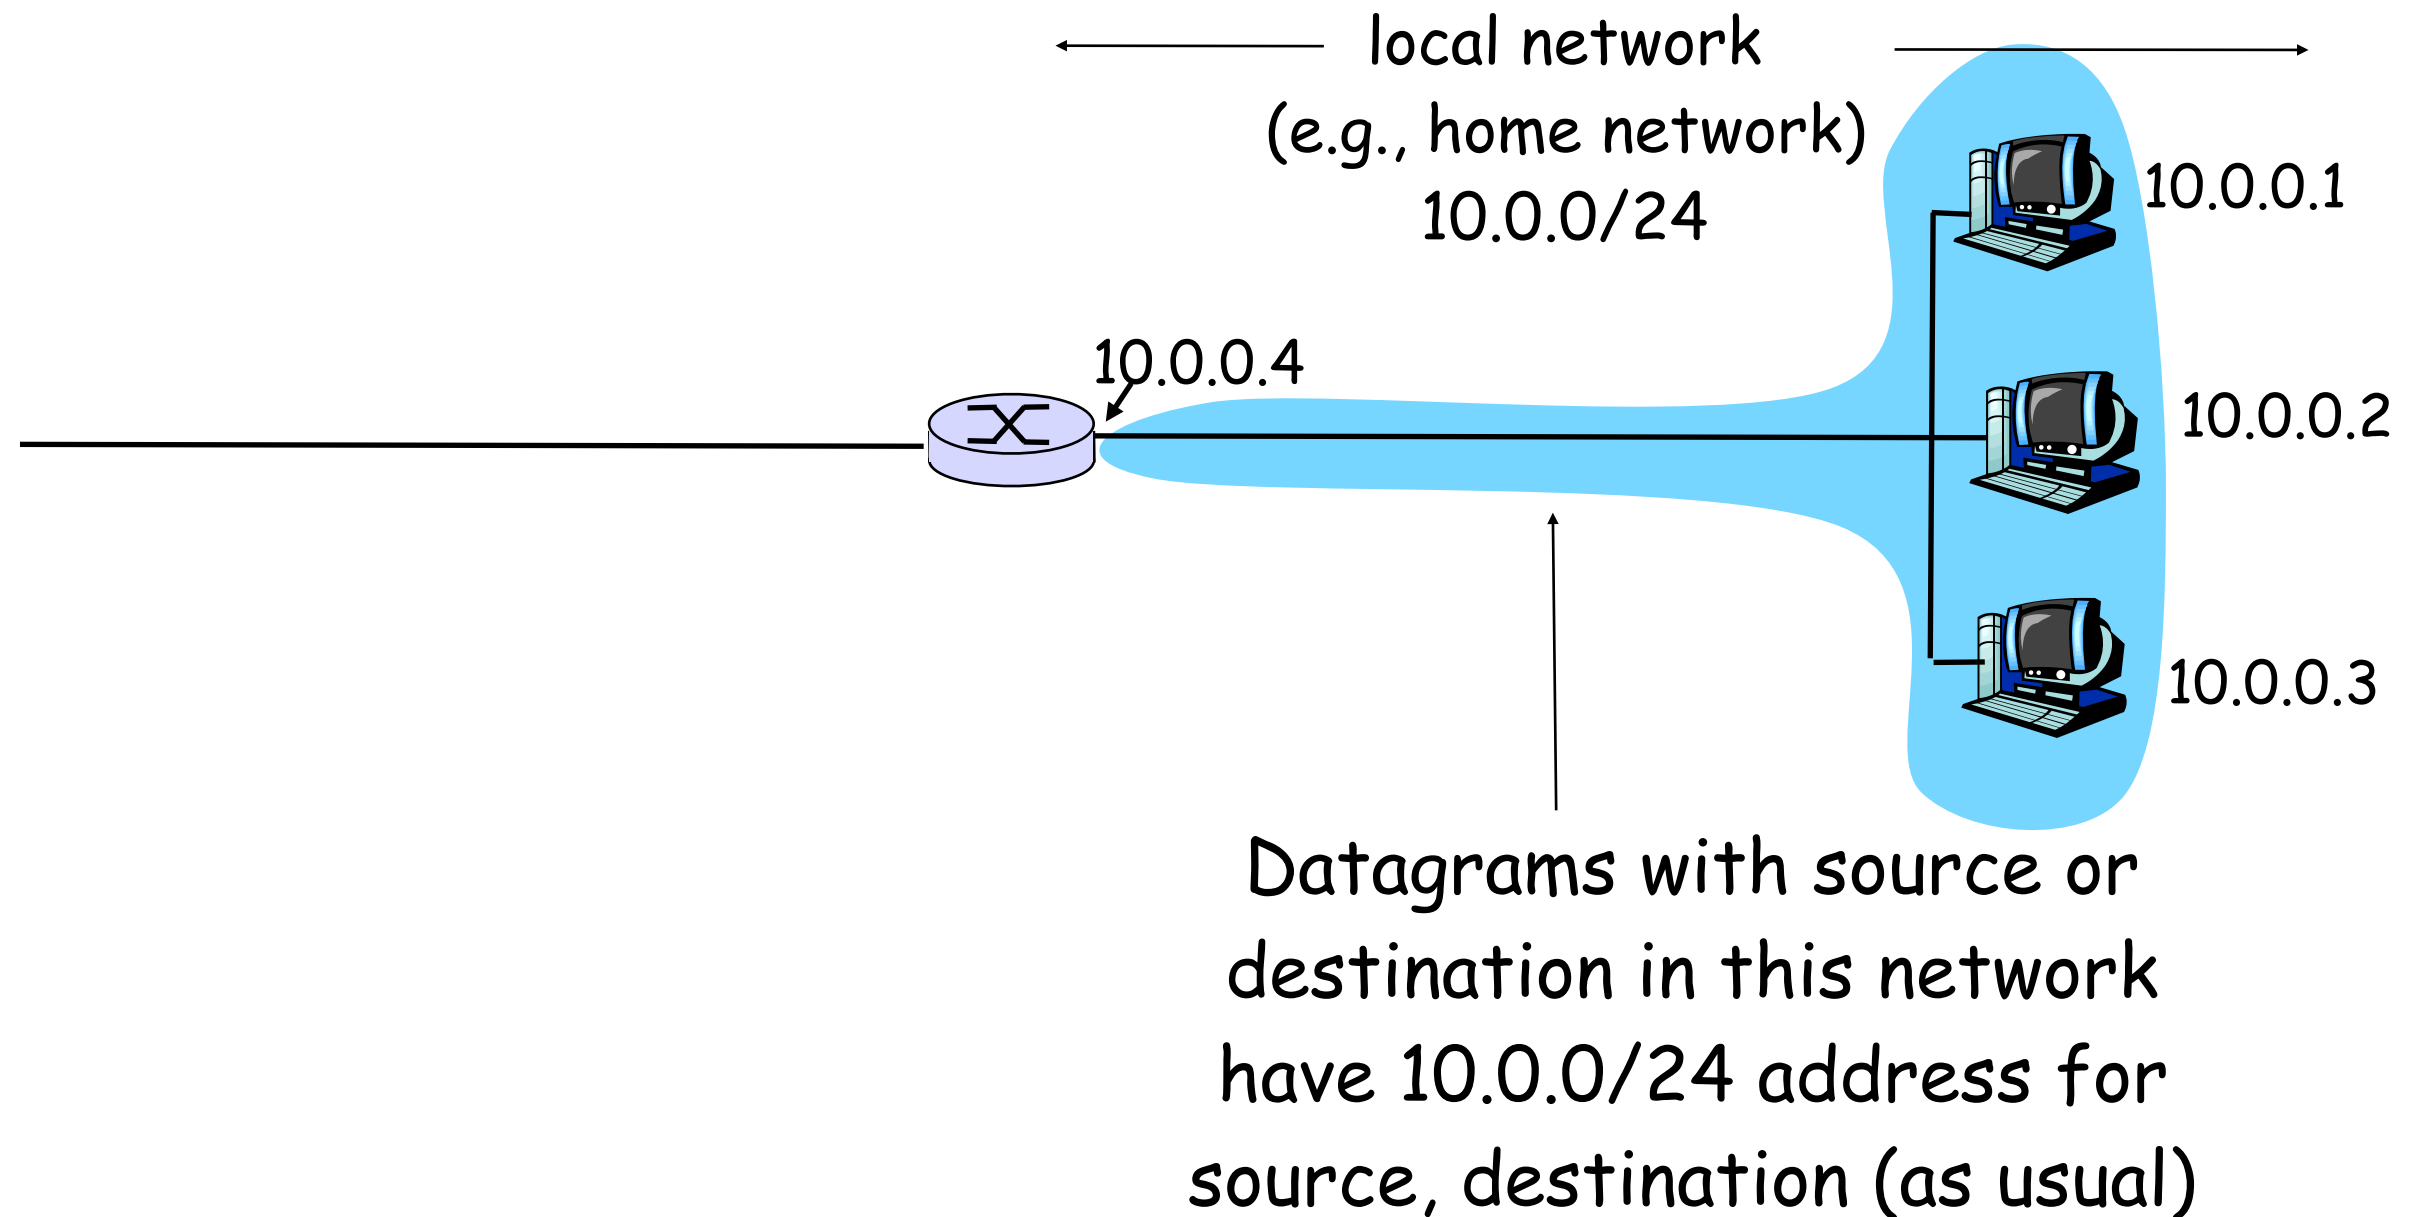 local network
(e.g., home network)
10.0.0/24
10.0.0.1
10.0.0.4
10.0.0.2
10.0.0.3
Datagrams with source or
destination in this network
have 10.0.0/24 address for
source, destination (as usual)